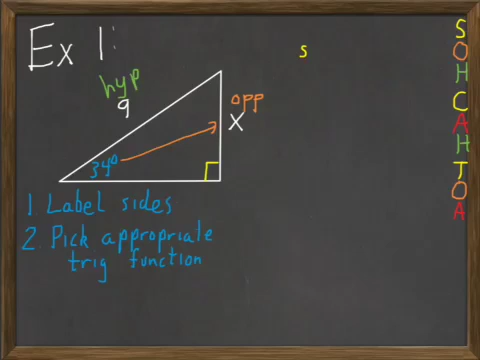 Ex 1:
s
hyp
9
opp
x
34°
1 Label sides
2. Pick appropriate
trig function
S
O
H
C
A
H
T
O
A